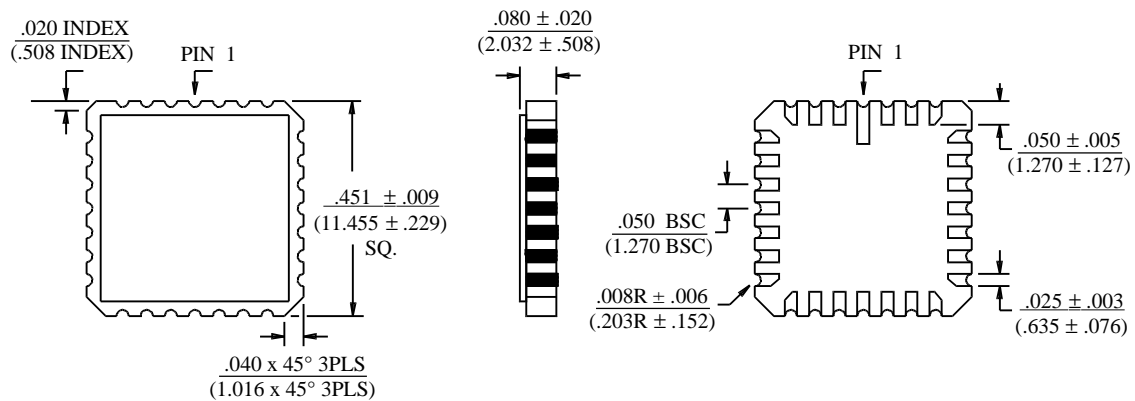 .020 INDEX
(.508 INDEX)
PIN 1
.451 ± .009
(11.455 ± .229)
SQ.
.040 x 45° 3PLS
(1.016 x 45° 3PLS)
.080 ± .020
(2.032 ± .508)
PIN 1
.050 ± .005
(1.270 ± .127)
.050 BSC
(1.270 BSC)
.008R ± .006
(.203R ± .152)
.025 ± .003
(.635 ± .076)